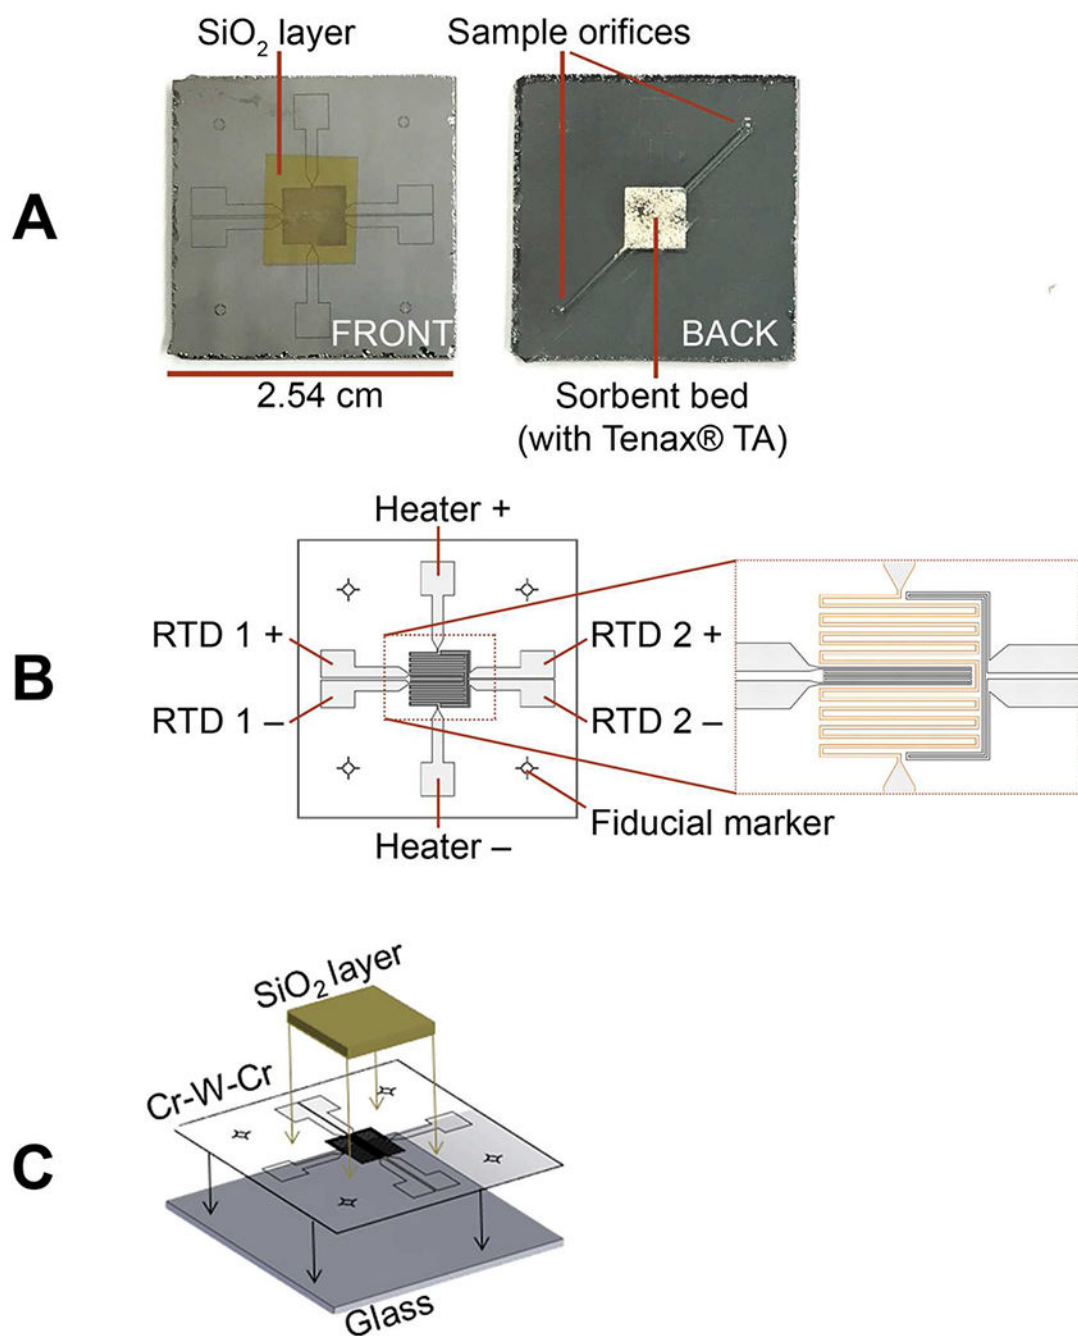 SiO2 layer
Sample orifices
A
FRONT
BACK
2.54 cm
Sorbent bed
(with Tenax® TA)
Heater +
RTD 1 +
RTD 2 +
B
RTD 1 –
RTD 2 –
Fiducial marker
Heater –
SiO2 layer
Cr-W-Cr
C
Glass